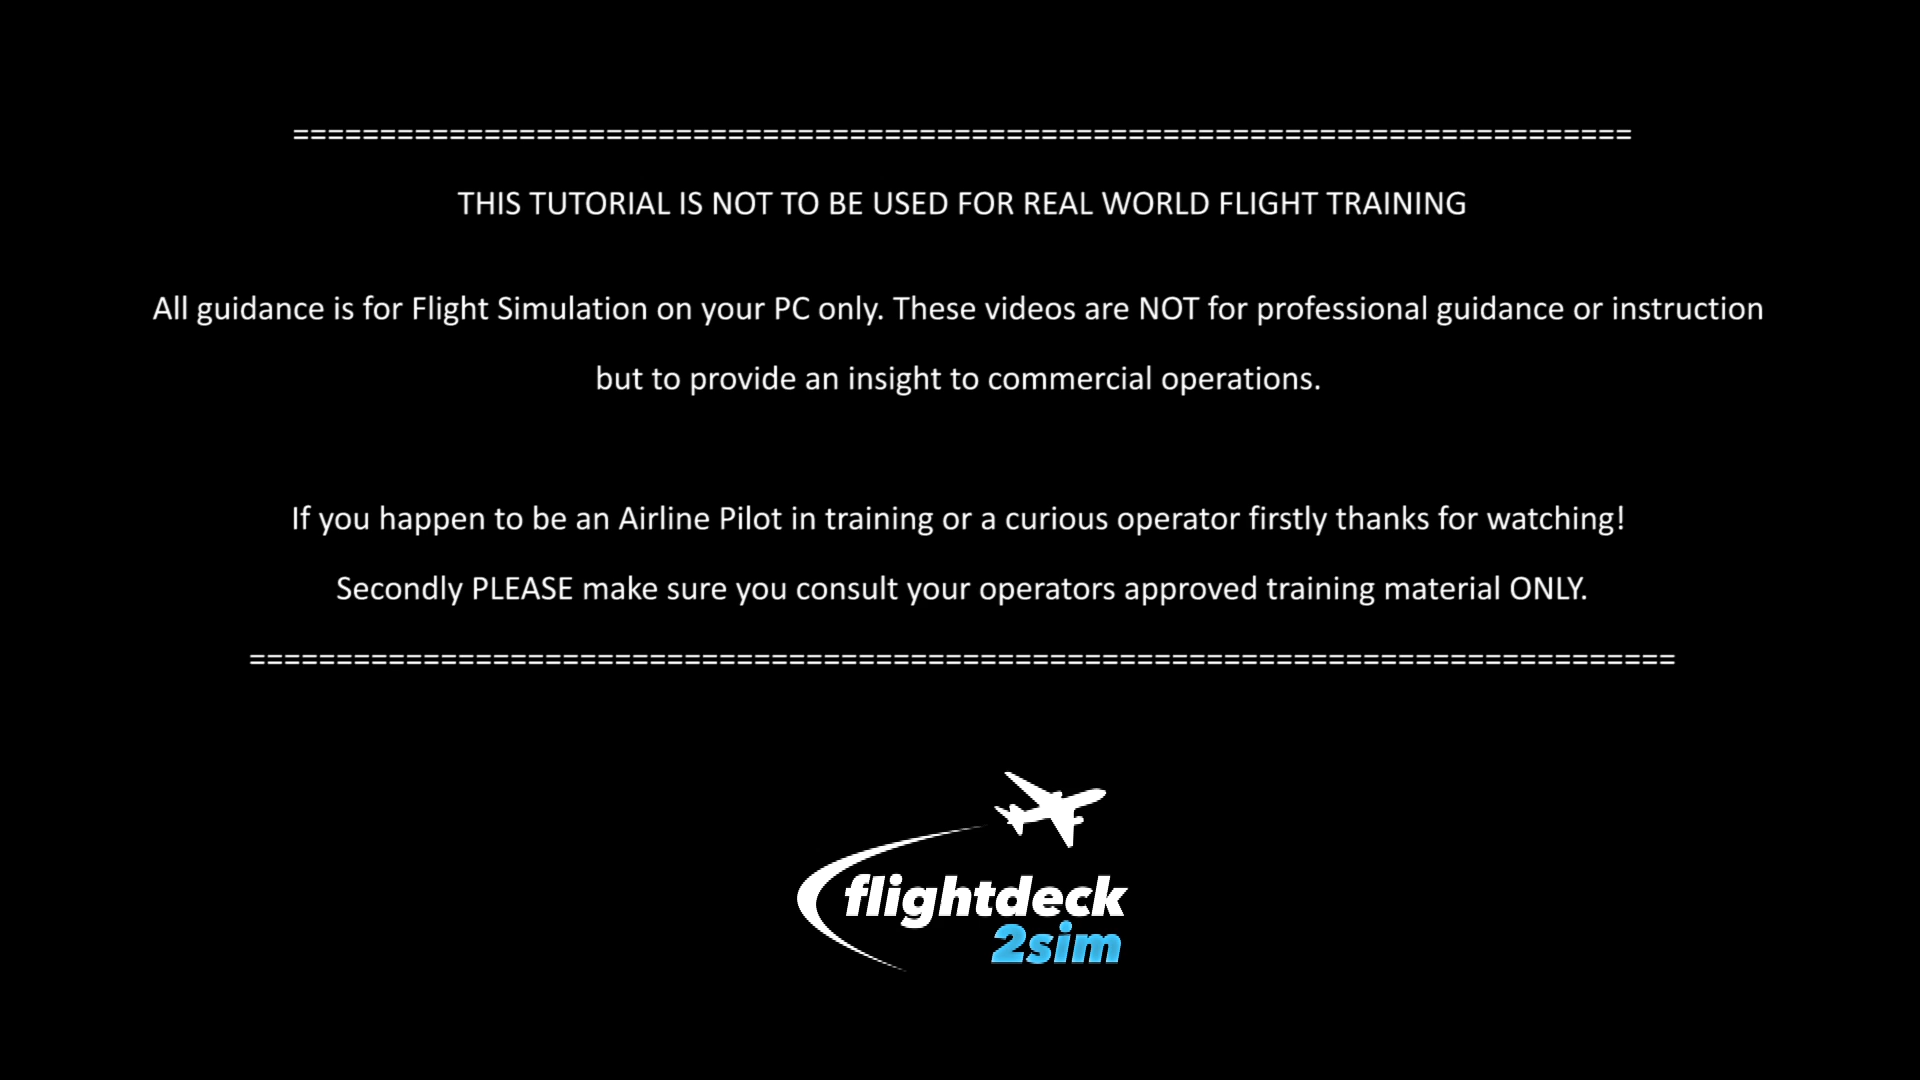 =============================================================================
THIS TUTORIAL IS NOT TO BE USED FOR REAL WORLD FLIGHT TRAINING
All guidance is for Flight Simulation on your PC only. These videos are NOT for professional guidance or instruction
but to provide an insight to commercial operations.
If you happen to be an Airline Pilot in training or a curious operator firstly thanks for watching!
Secondly PLEASE make sure you consult your operators approved training material ONLY.
==================================================================================
flightdeck
2sim